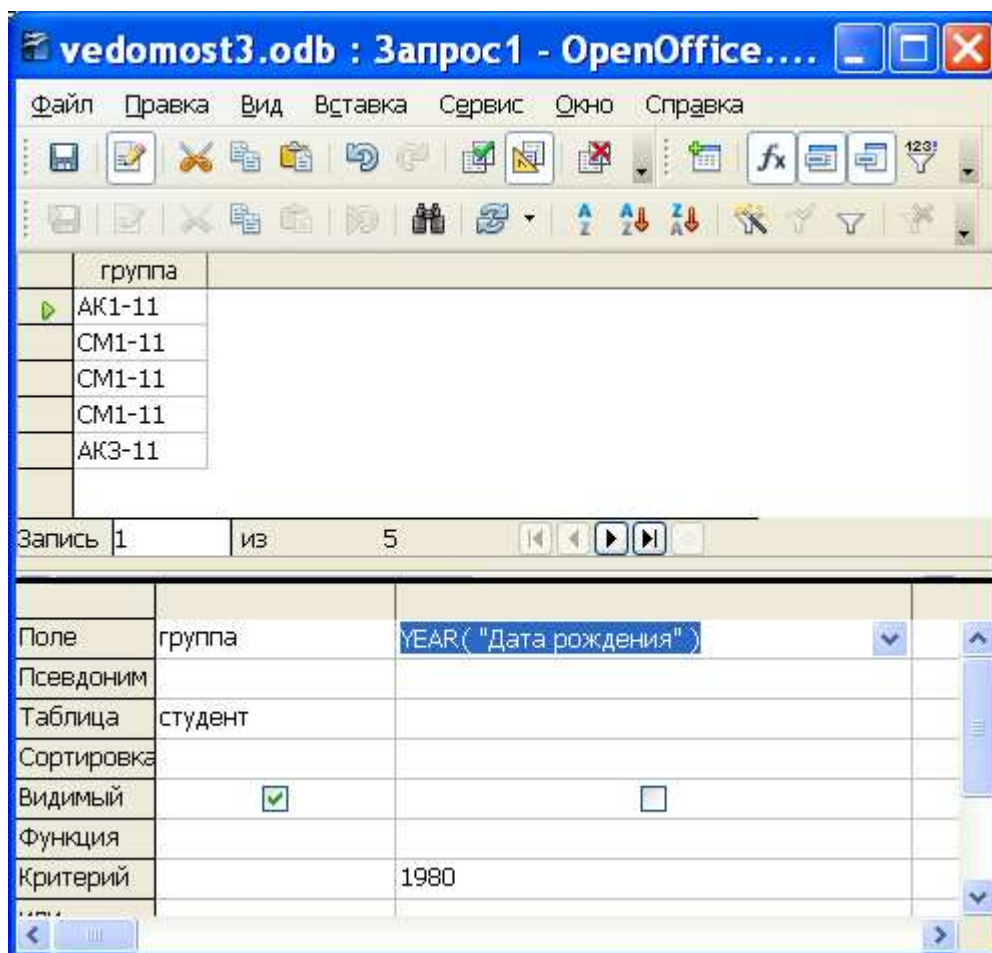 vedomost3.odb : Запрос1 - OpenOffice....
Файл Правка Вид Вставка Сервис Окно Справка
группа
АК1-11
СМ1-11
СМ1-11
СМ1-11
АК3-11
Запись 1 из 5
Поле группа YEAR( "Дата рождения" )
Псевдоним
Таблица студент
Сортировка
Видимый
Функция
Критерий 1980